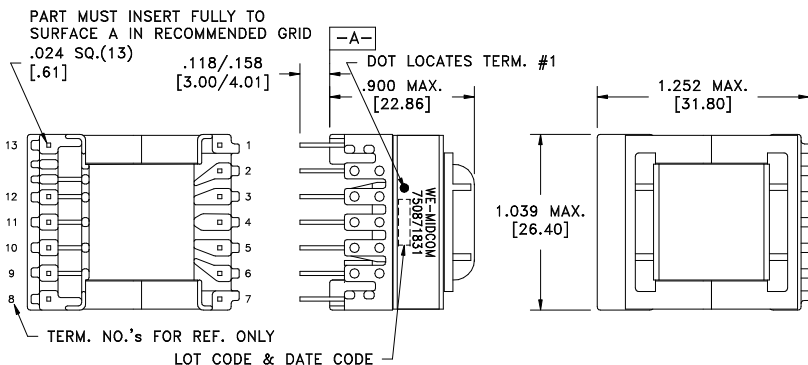 PART MUST INSERT FULLY TO
SURFACE A IN RECOMMENDED GRID
.024 SQ.(13)
[.61]
.118/.158
[3.00/4.01]
-A-
DOT LOCATES TERM. #1
.900 MAX.
[22.86]
1.252 MAX.
[31.80]
13
1
2
12
3
11
4
10
5
9
6
8
7
WE-MIDCOM
750871831
1.039 MAX.
[26.40]
TERM. NO.'s FOR REF. ONLY
LOT CODE & DATE CODE